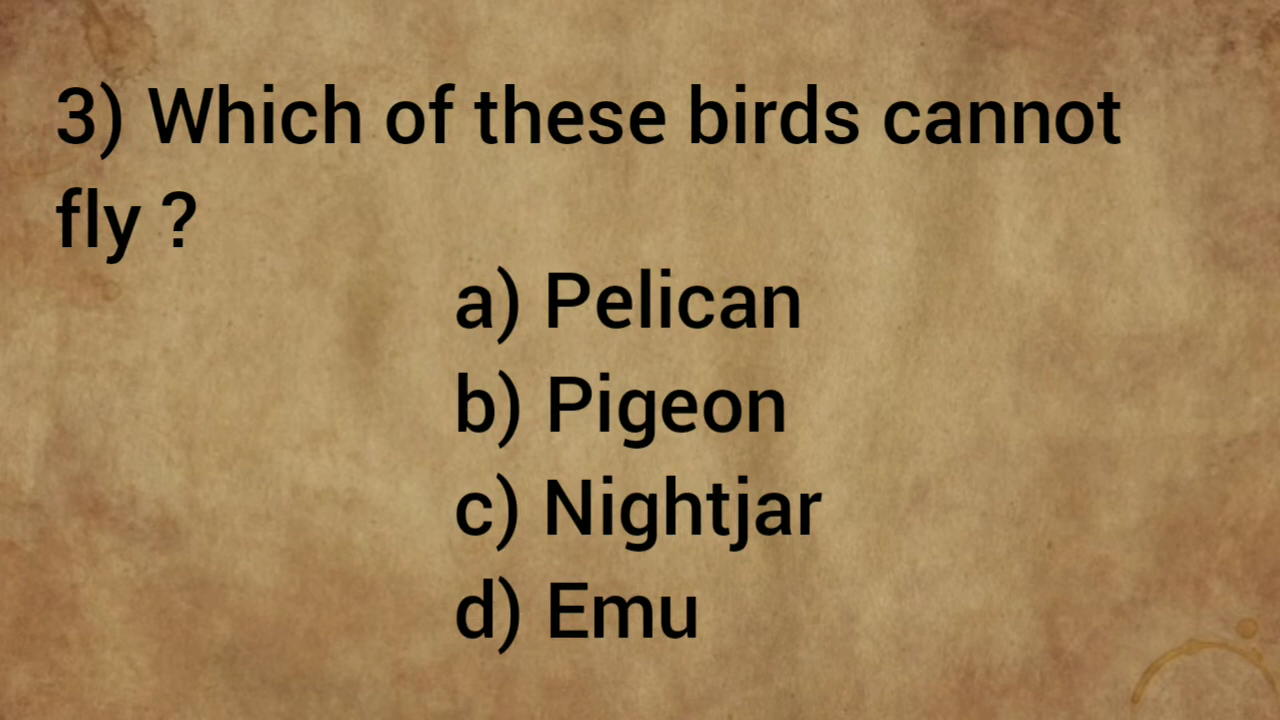 3) Which of these birds cannot
fly ?
a) Pelican
b) Pigeon
c) Nightjar
d) Emu